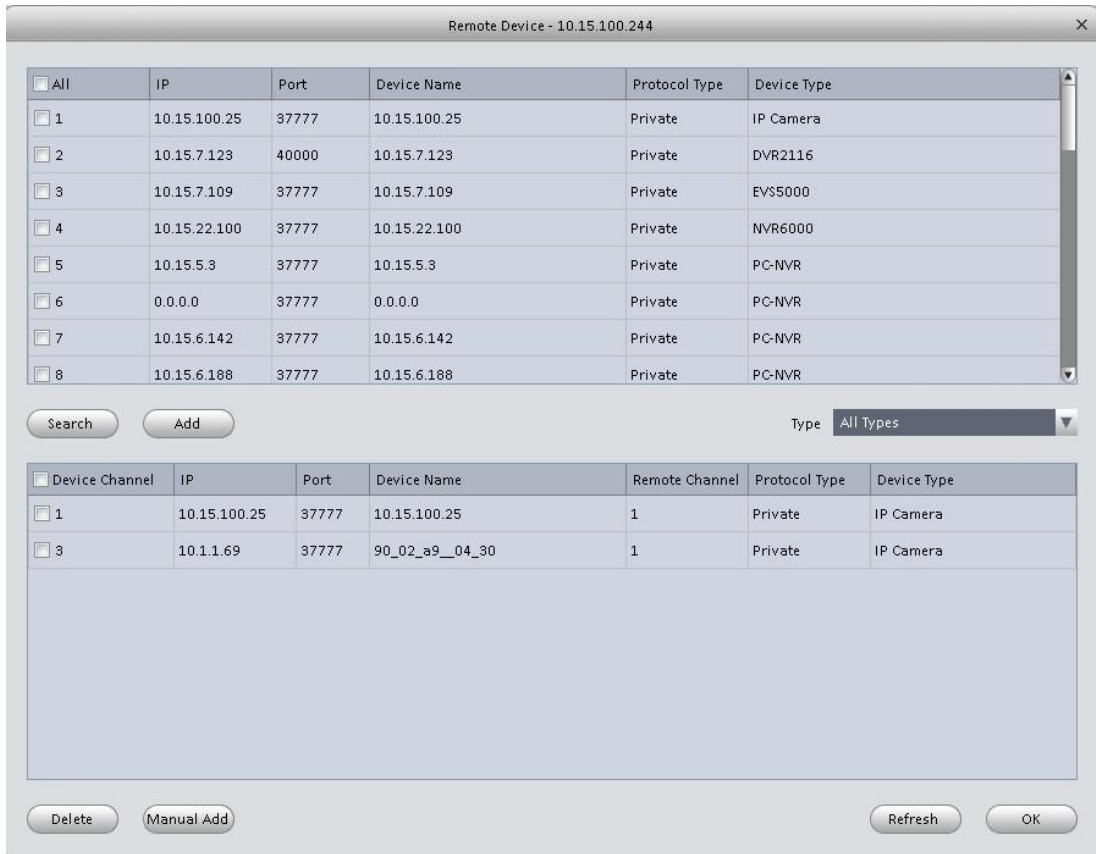 Remote Device - 10.15.100.244
All IP Port Device Name Protocol Type Device Type
1 10.15.100.25 37777 10.15.100.25 Private IP Camera
2 10.15.7.123 40000 10.15.7.123 Private DVR2116
3 10.15.7.109 37777 10.15.7.109 Private EVS5000
4 10.15.22.100 37777 10.15.22.100 Private NVR6000
5 10.15.5.3 37777 10.15.5.3 Private PC-NVR
6 0.0.0.0 37777 0.0.0.0 Private PC-NVR
7 10.15.6.142 37777 10.15.6.142 Private PC-NVR
8 10.15.6.188 37777 10.15.6.188 Private PC-NVR
Search Add Type All Types
Device Channel IP Port Device Name Remote Channel Protocol Type Device Type
1 10.15.100.25 37777 10.15.100.25 1 Private IP Camera
3 10.1.1.69 37777 90_02_a9__04_30 1 Private IP Camera
Delete Manual Add Refresh OK